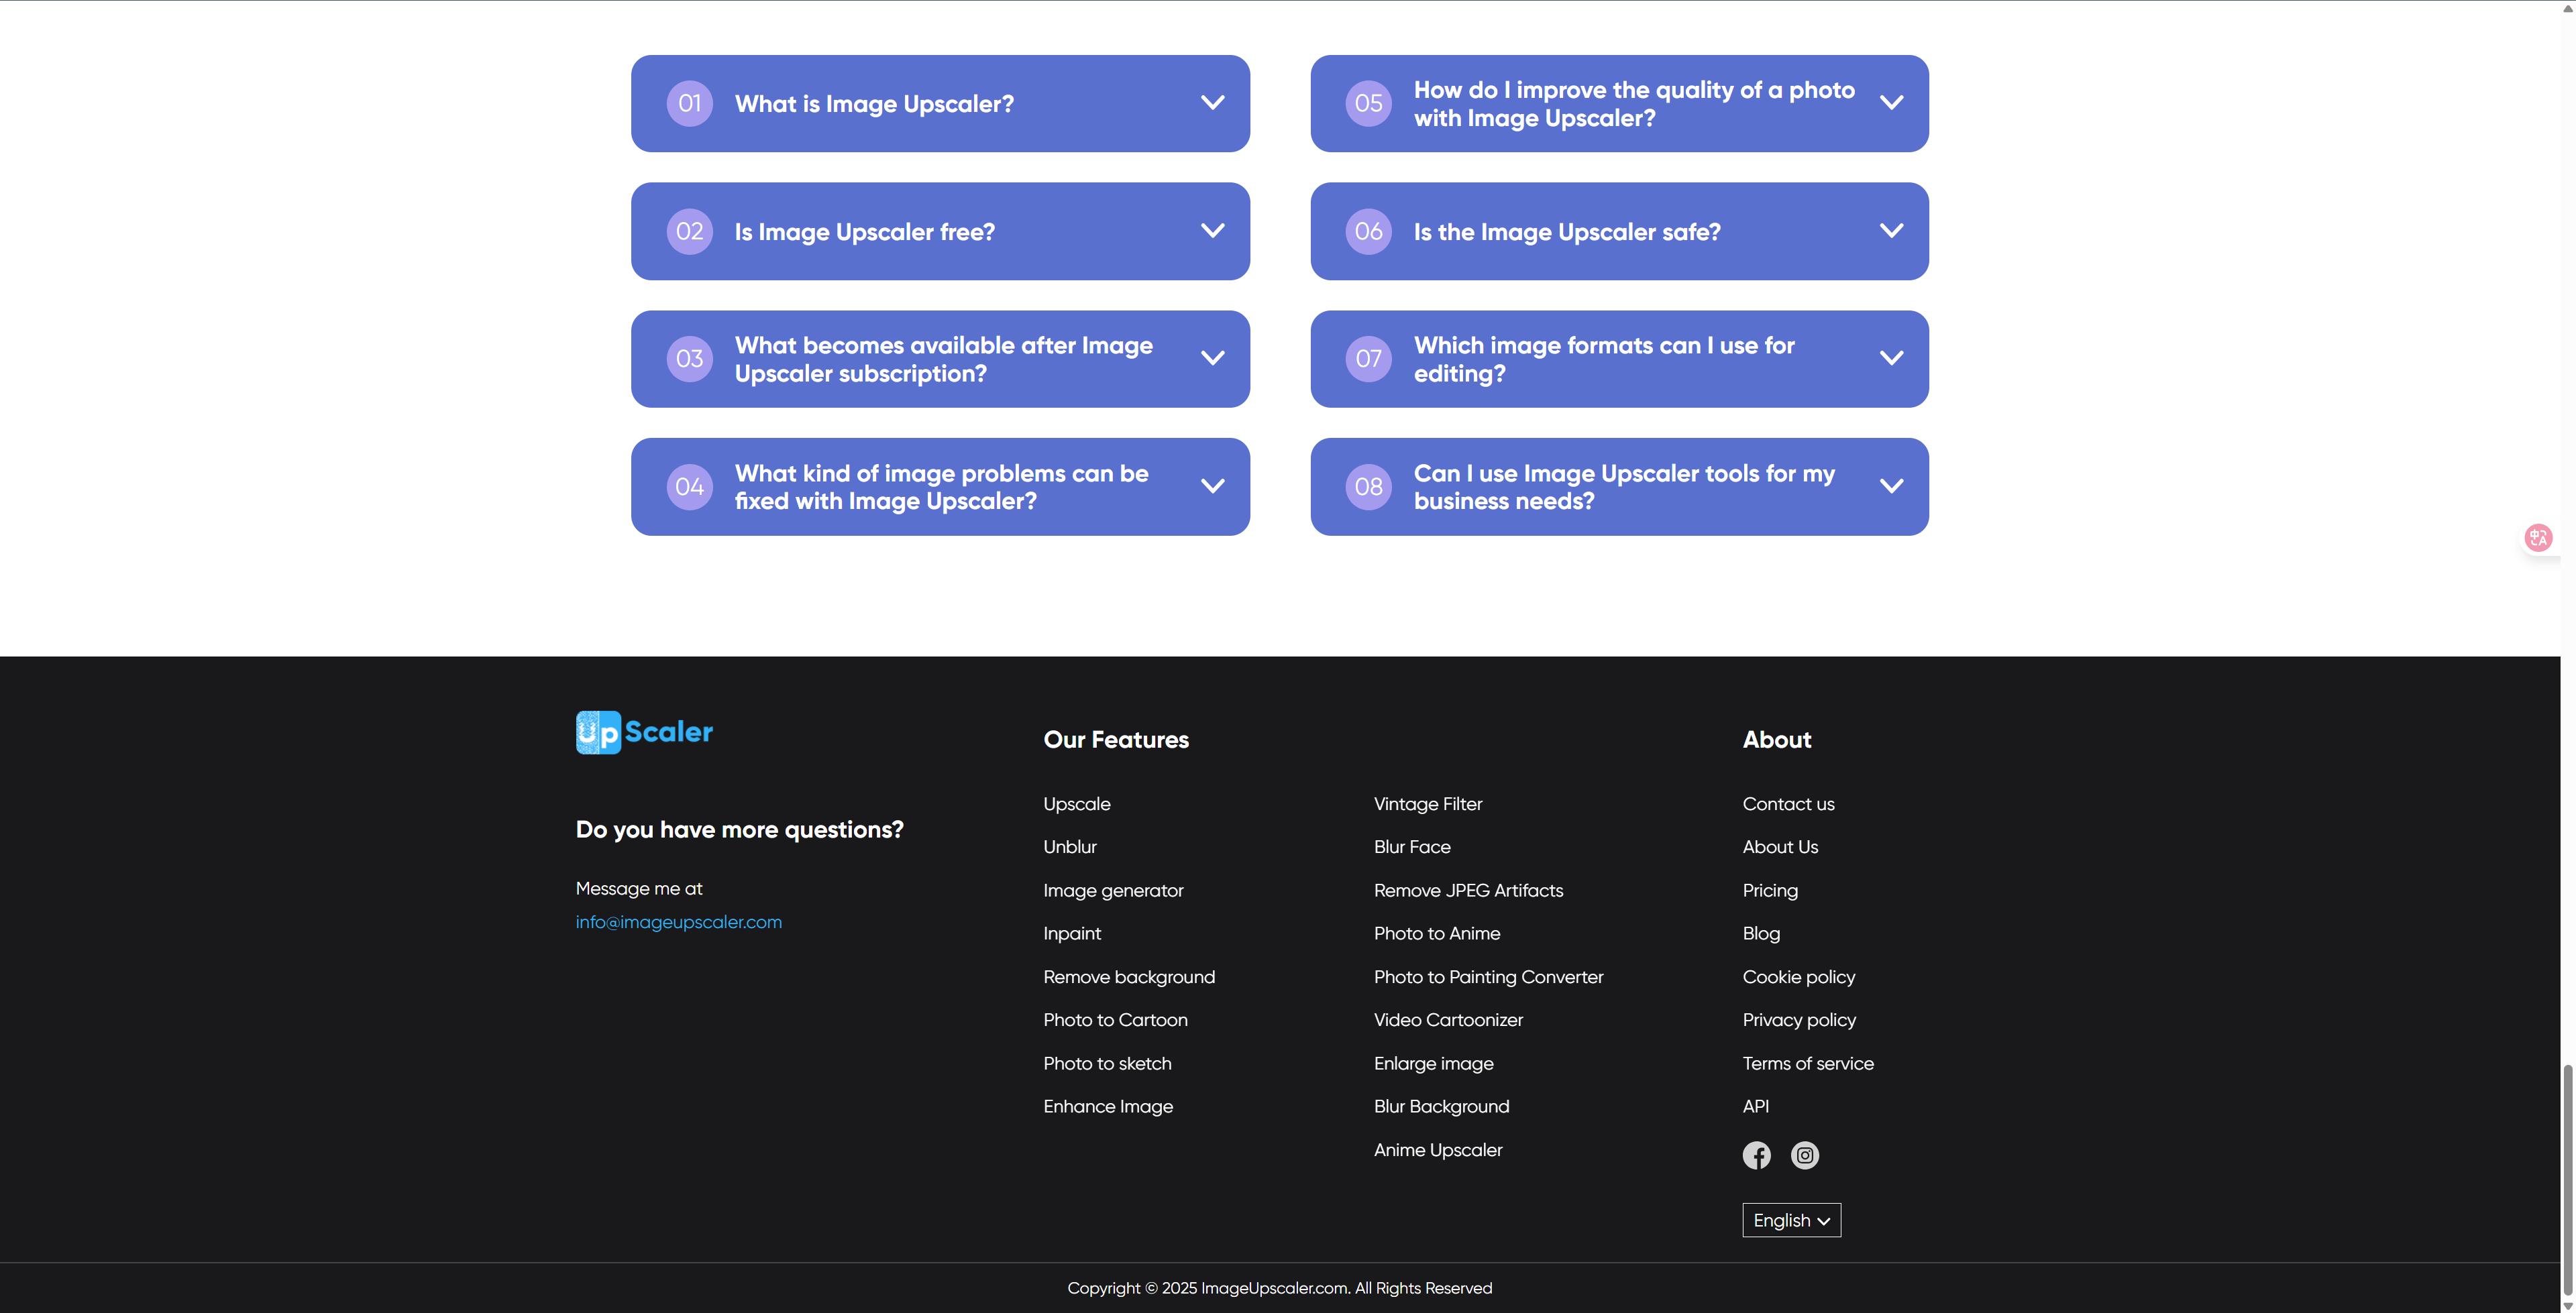 01
What is Image Upscaler?
02
Is Image Upscaler free?
03
What becomes available after Image
Upscaler subscription?
04
What kind of image problems can be
fixed with Image Upscaler?
05
How do I improve the quality of a photo
with Image Upscaler?
06
Is the Image Upscaler safe?
07
Which image formats can I use for
editing?
08
Can I use Image Upscaler tools for my
business needs?
中A
Up Scaler
Do you have more questions?
Message me at
info@imageupscaler.com
Our Features
Upscale
Unblur
Image generator
Inpaint
Remove background
Photo to Cartoon
Photo to sketch
Enhance Image
Vintage Filter
Blur Face
Remove JPEG Artifacts
Photo to Anime
Photo to Painting Converter
Video Cartoonizer
Enlarge image
Blur Background
Anime Upscaler
About
Contact us
About Us
Pricing
Blog
Cookie policy
Privacy policy
Terms of service
API
English
Copyright © 2025 ImageUpscaler.com. All Rights Reserved